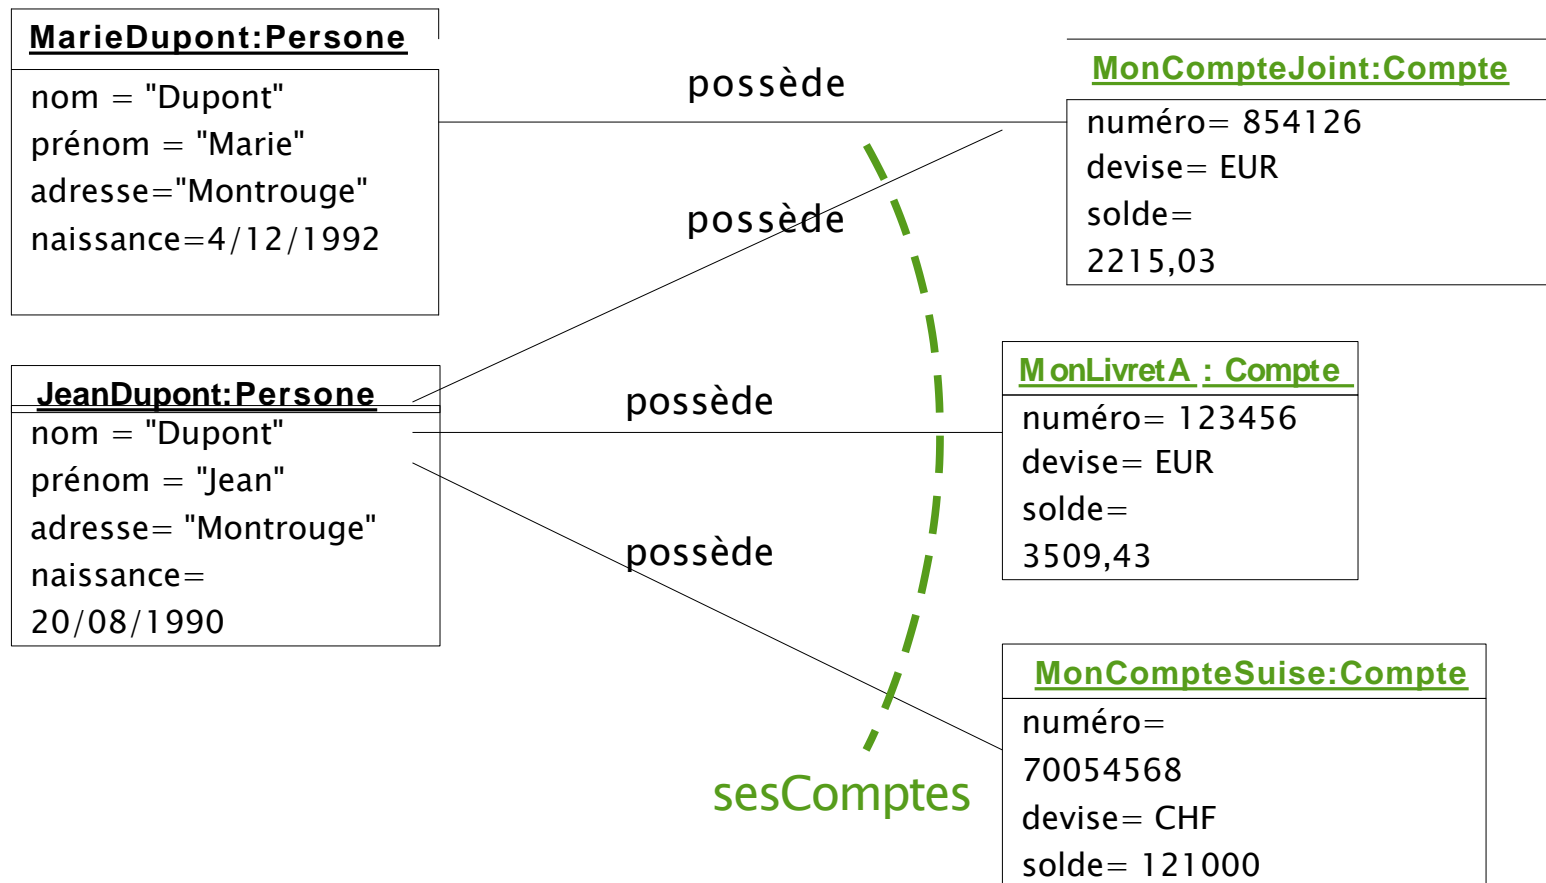 MarieDupont:Persone
nom = "Dupont"
prénom = "Marie"
adresse="Montrouge"
naissance=4/12/1992
possède
MonCompteJoint:Compte
numéro= 854126
devise= EUR
solde=
2215,03
possède
JeanDupont:Persone
nom = "Dupont"
prénom = "Jean"
adresse= "Montrouge"
naissance=
20/08/1990
possède
MonLivretA : Compte
numéro= 123456
devise= EUR
solde=
3509,43
possède
MonCompteSuise:Compte
numéro=
70054568
devise= CHF
solde= 121000
sesComptes